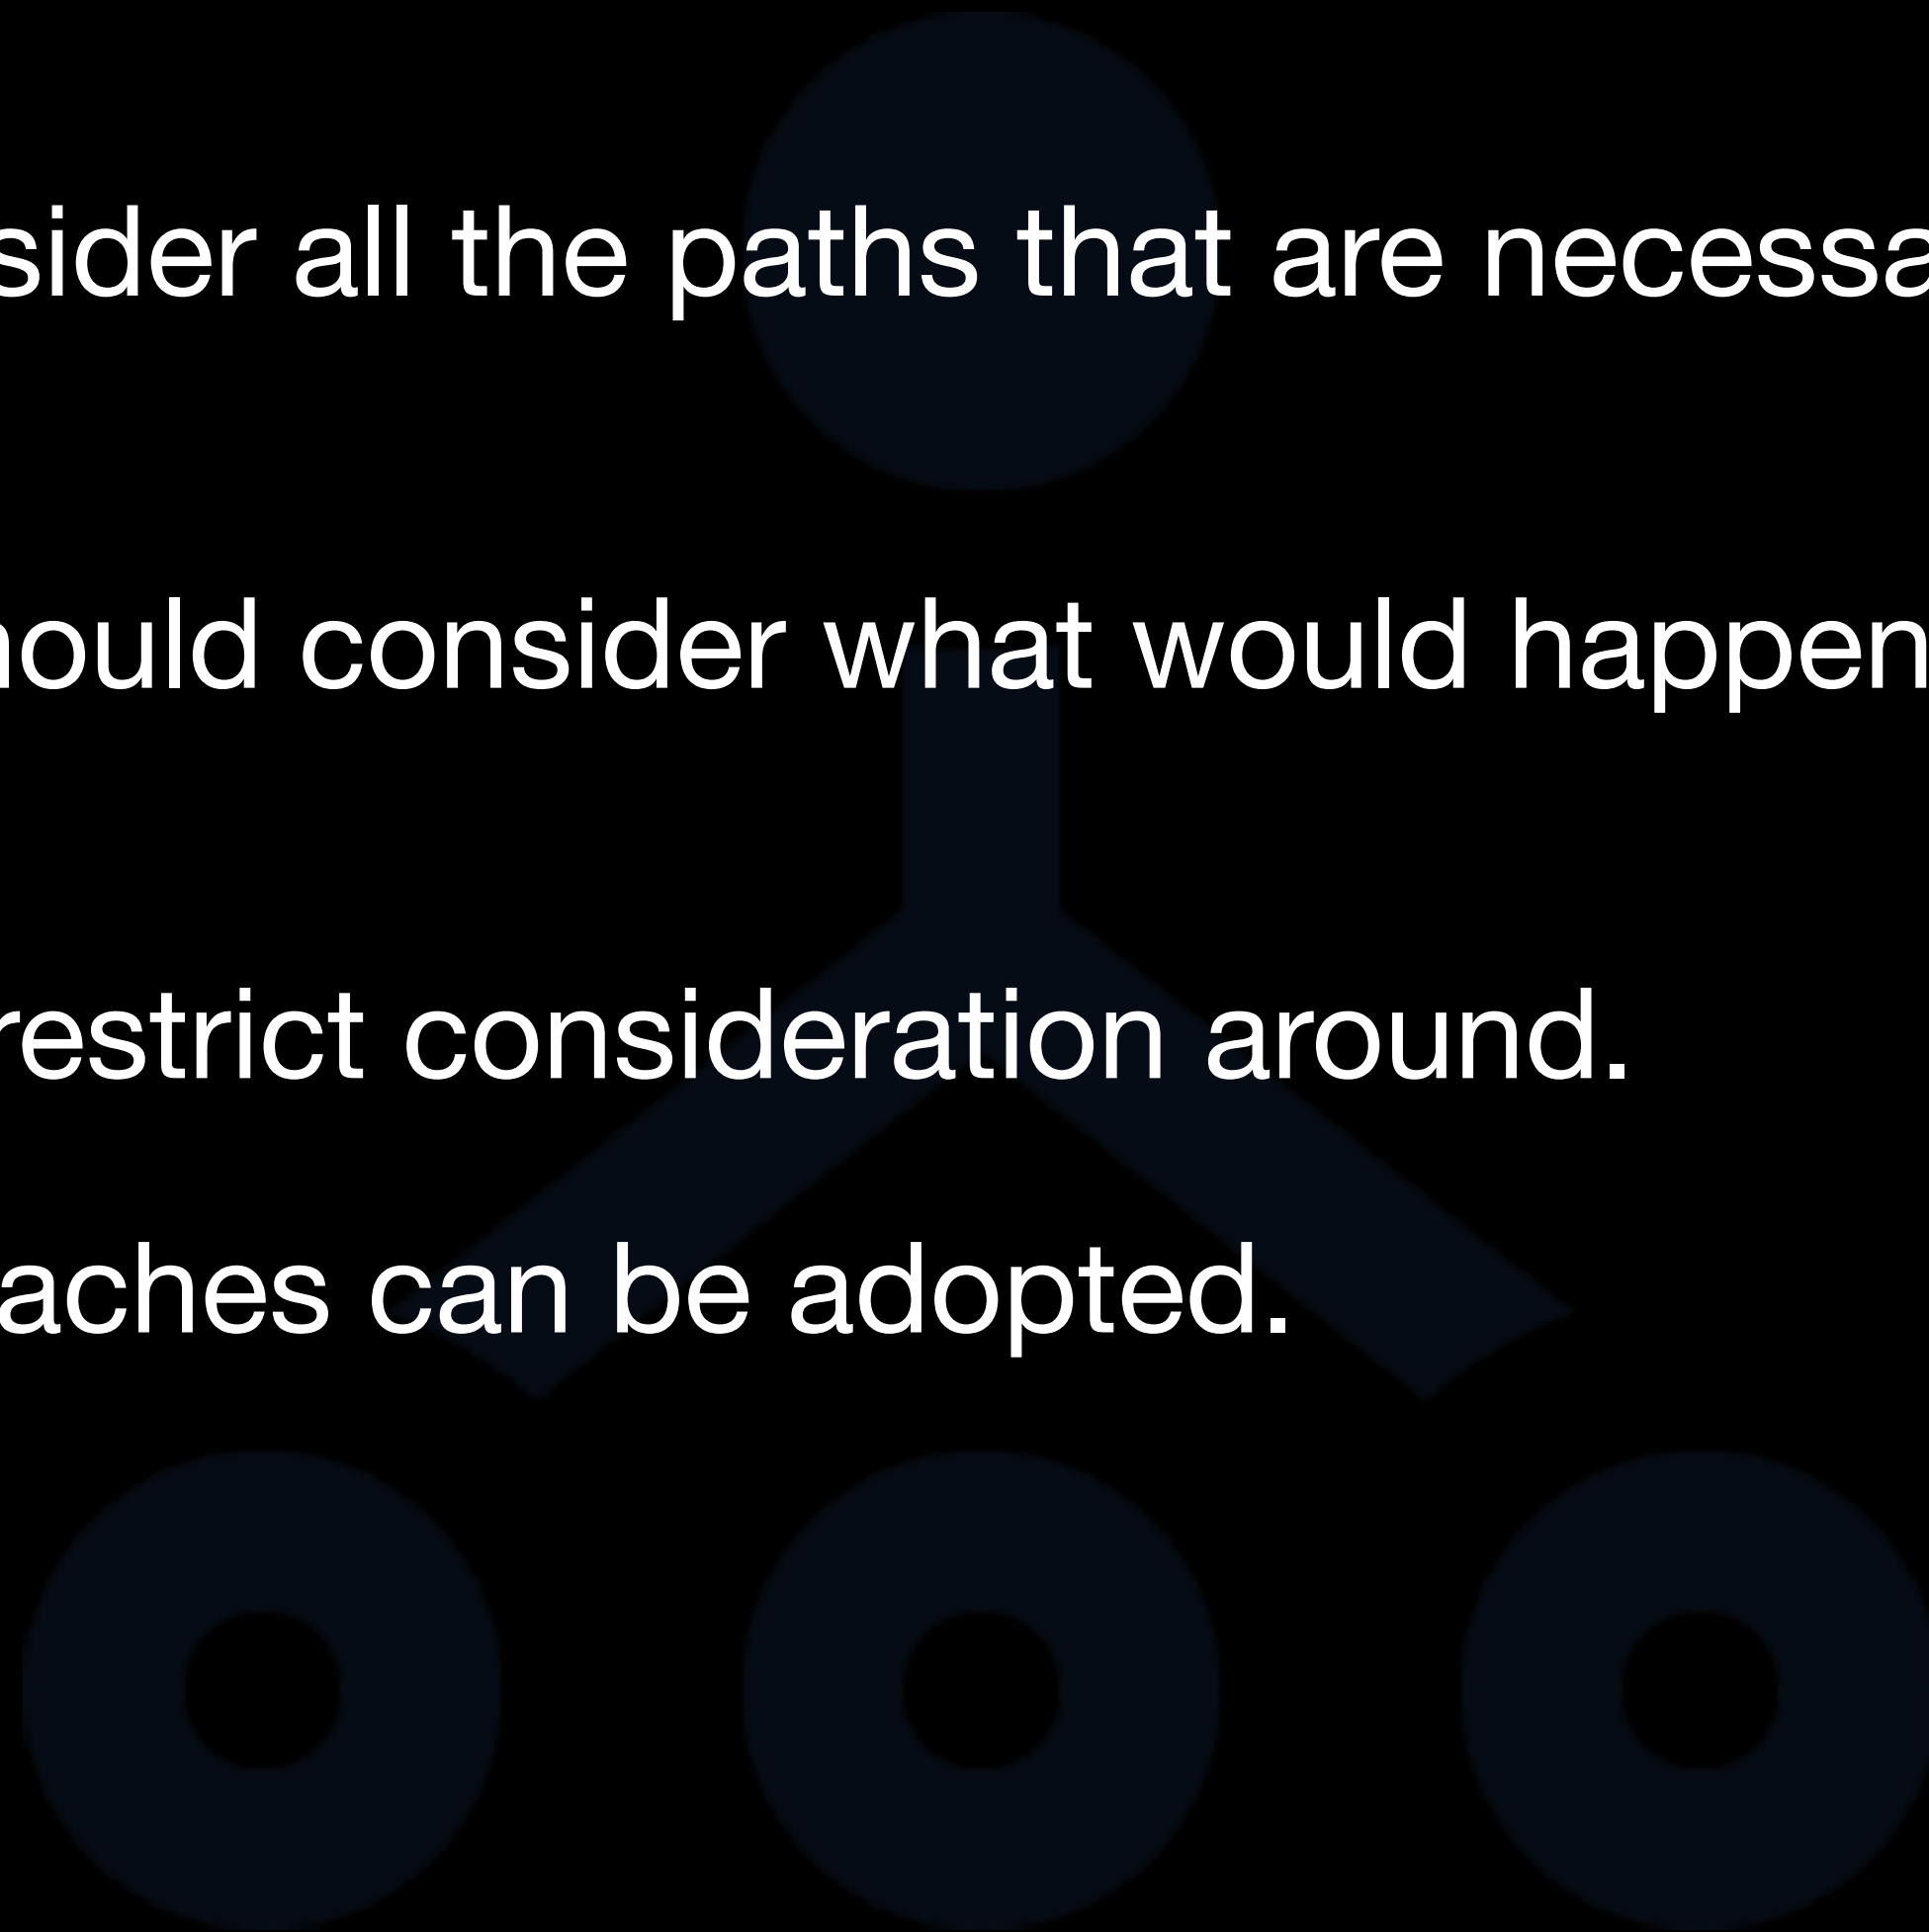 sider all the paths that are necessa
hould consider what would happen
restrict consideration around.
aches can be adopted.